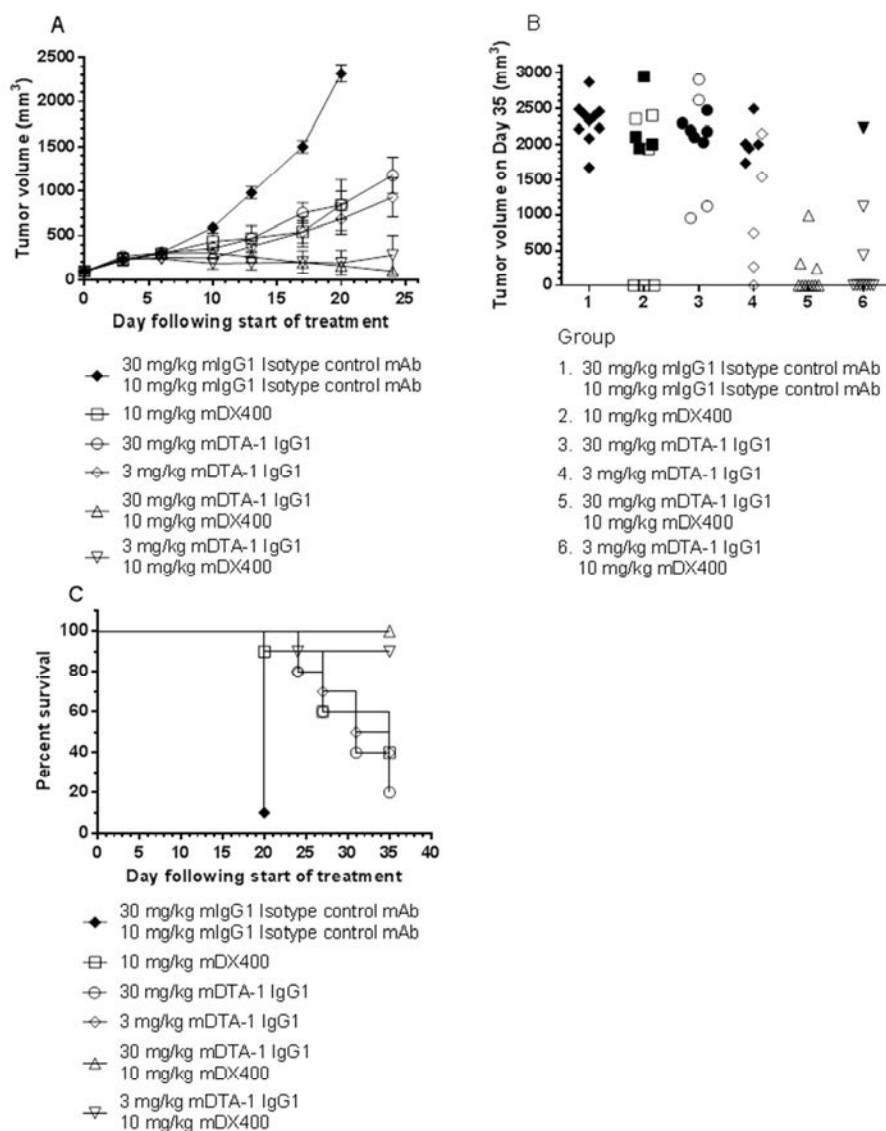 A
Tumor volume (mm3)
2500
2000
1500
1000
500
0
0 5 10 15 20 25
Day following start of treatment
30 mg/kg mIgG1 Isotype control mAb
10 mg/kg mIgG1 Isotype control mAb
10 mg/kg mDX400
30 mg/kg mDTA-1 IgG1
3 mg/kg mDTA-1 IgG1
30 mg/kg mDTA-1 IgG1
10 mg/kg mDX400
3 mg/kg mDTA-1 IgG1
10 mg/kg mDX400
B
Tumor volume on Day 35 (mm3)
3000
2500
2000
1500
1000
500
0
1 2 3 4 5 6
Group
1. 30 mg/kg mIgG1 Isotype control mAb
10 mg/kg mIgG1 Isotype control mAb
2. 10 mg/kg mDX400
3. 30 mg/kg mDTA-1 IgG1
4. 3 mg/kg mDTA-1 IgG1
5. 30 mg/kg mDTA-1 IgG1
10 mg/kg mDX400
6. 3 mg/kg mDTA-1 IgG1
10 mg/kg mDX400
C
Percent survival
100
80
60
40
20
0
0 5 10 15 20 25 30 35 40
Day following start of treatment
30 mg/kg mIgG1 Isotype control mAb
10 mg/kg mIgG1 Isotype control mAb
10 mg/kg mDX400
30 mg/kg mDTA-1 IgG1
3 mg/kg mDTA-1 IgG1
30 mg/kg mDTA-1 IgG1
10 mg/kg mDX400
3 mg/kg mDTA-1 IgG1
10 mg/kg mDX400